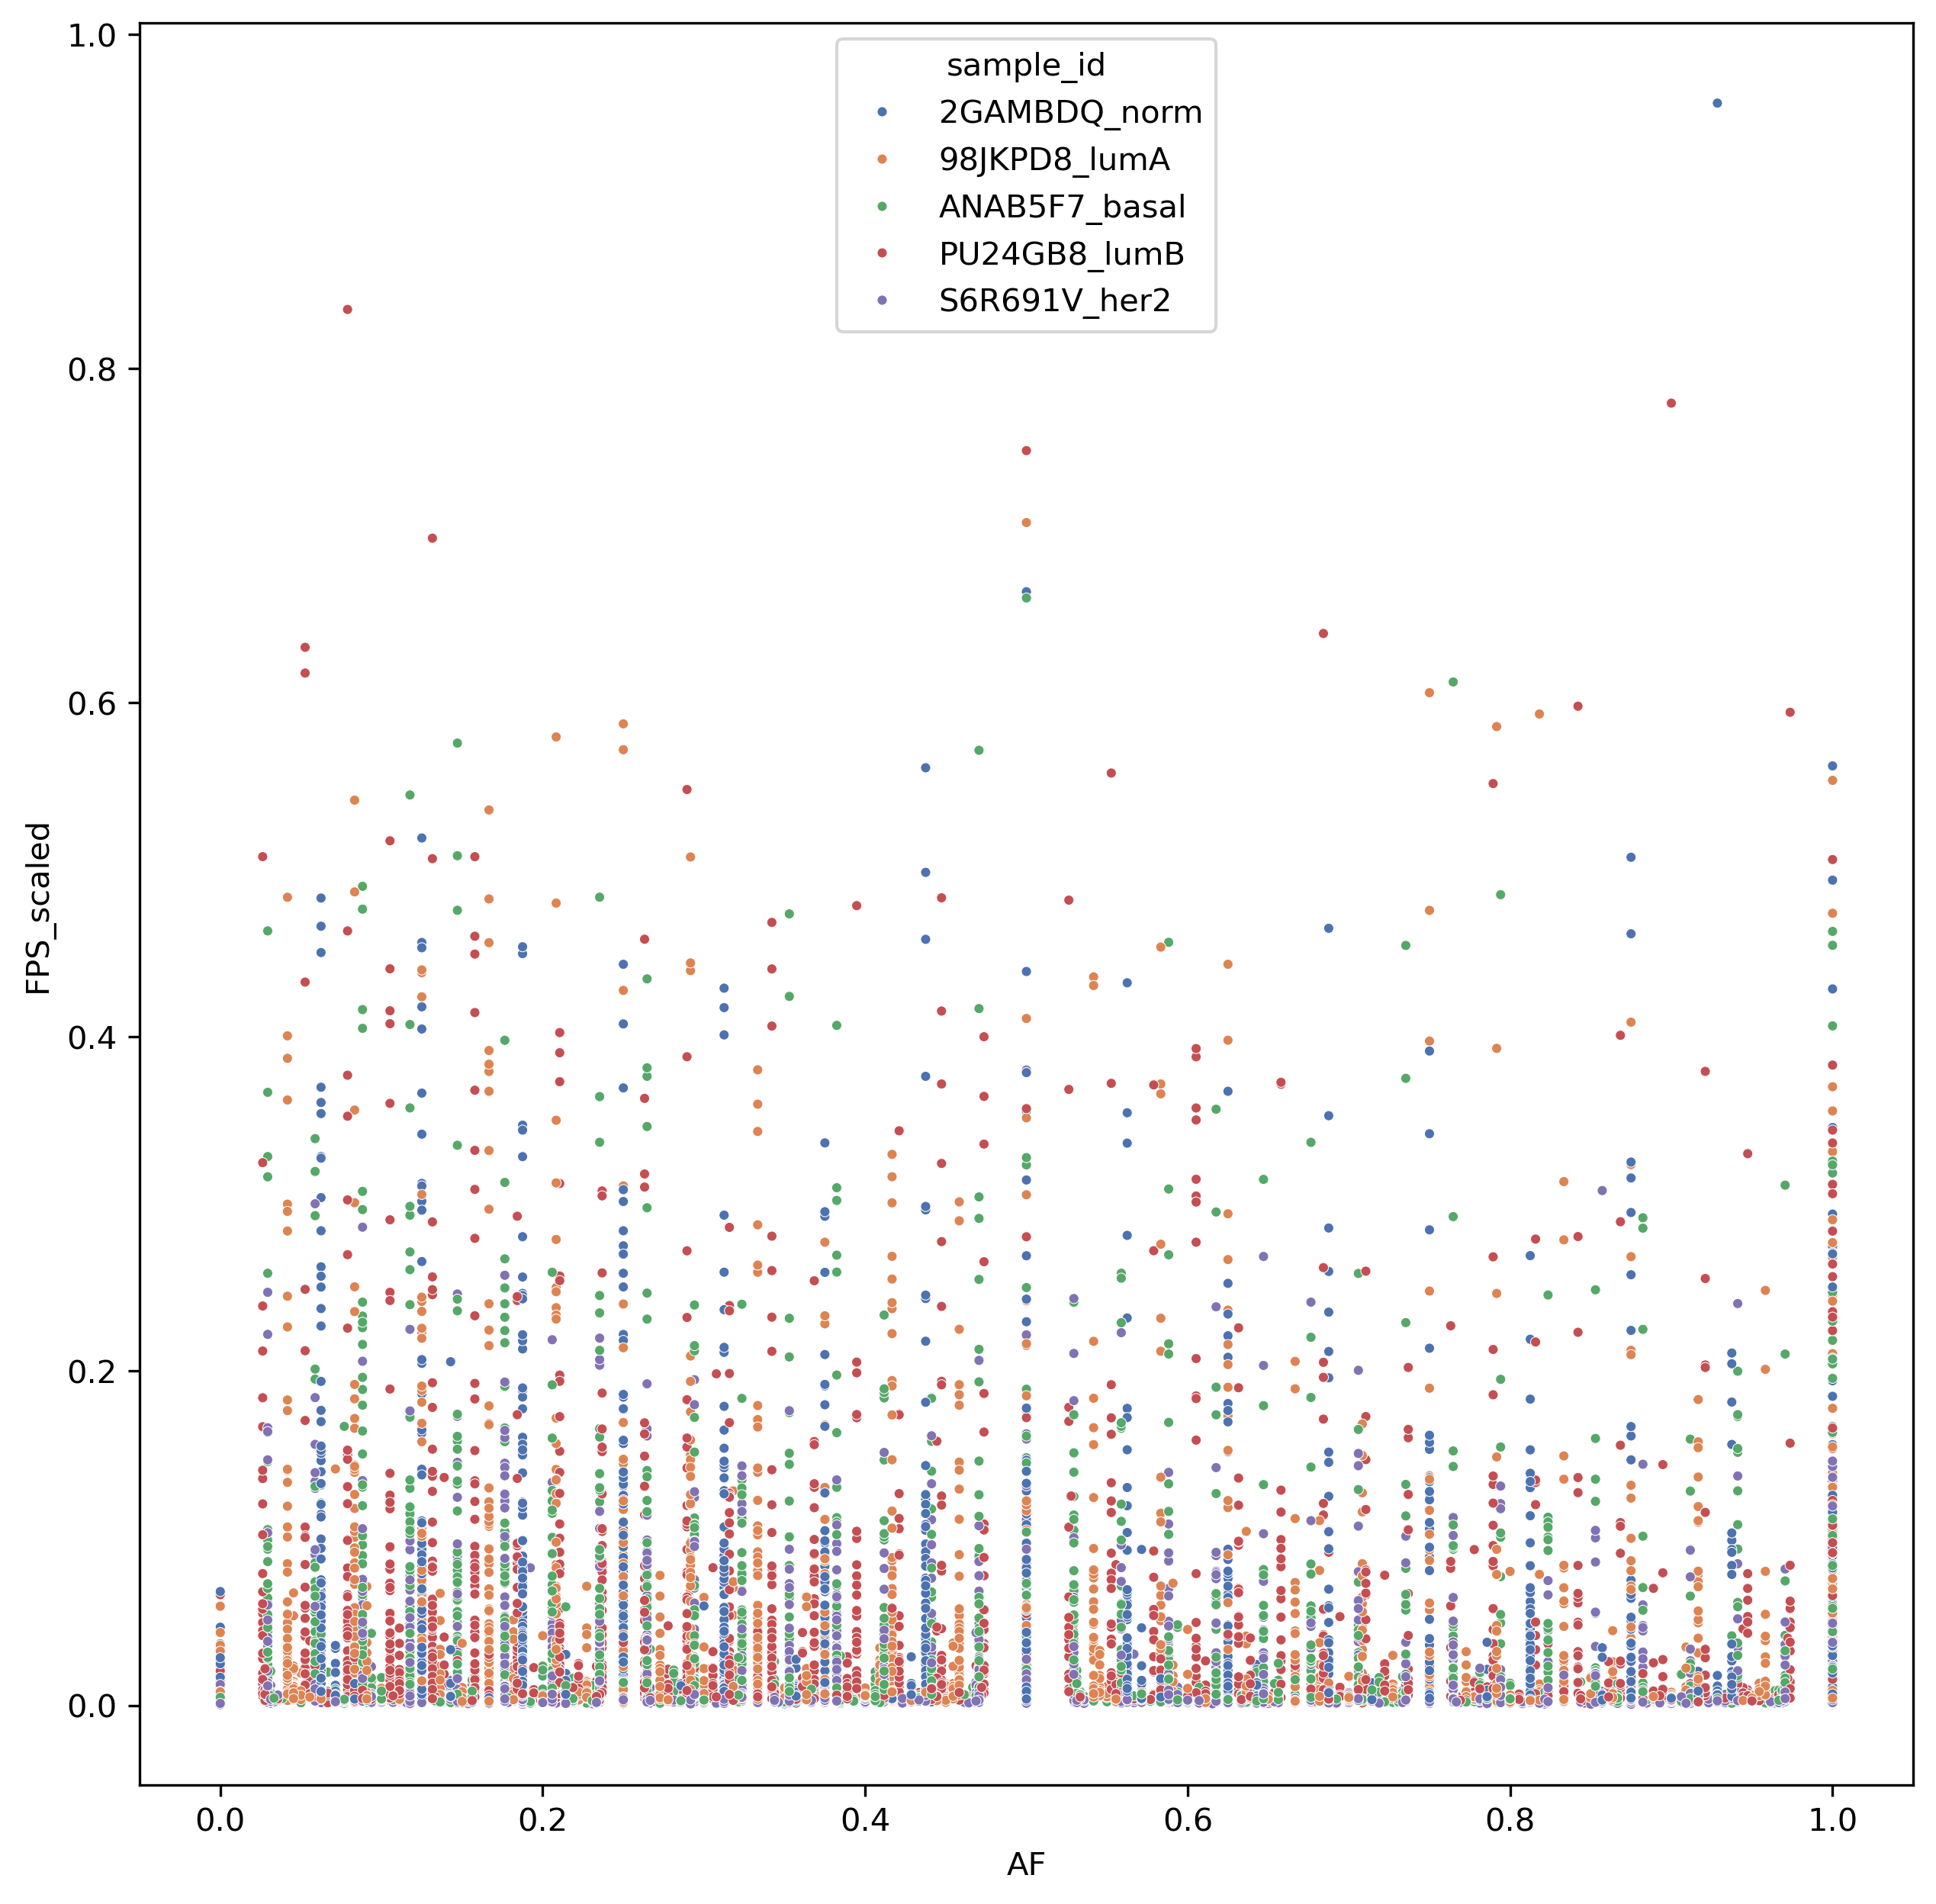 sample_id
2GAMBDQ_norm
98JKPD8_lumA
ANAB5F7_basal
PU24GB8_lumB
S6R691V_her2
FPS_scaled
1.0
0.8
0.6
0.4
0.2
0.0
0.0 0.2 0.4 0.6 0.8 1.0
AF